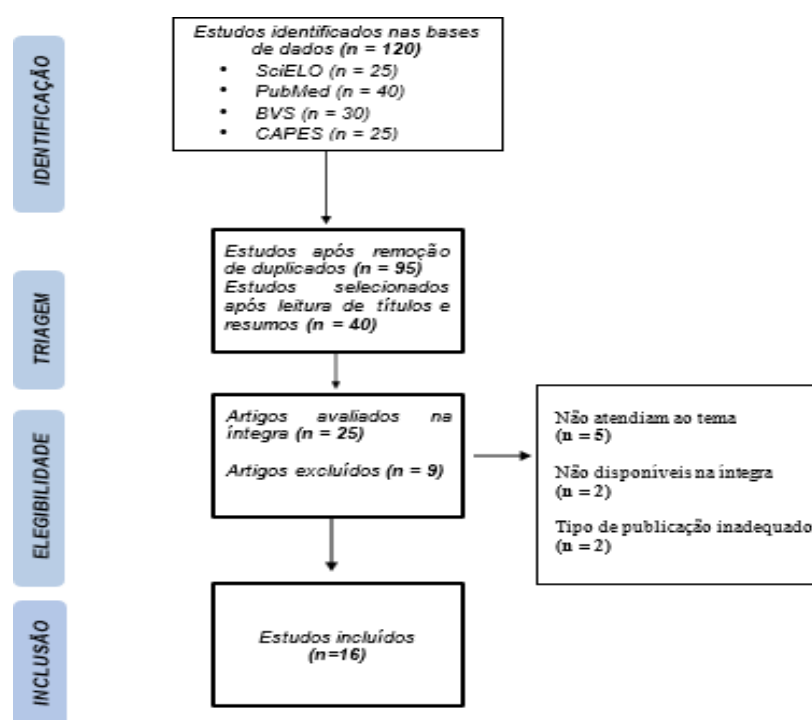 IDENTIFICAÇÃO
Estudos identificados nas bases
de dados (n = 120)
• SciELO (n = 25)
• PubMed (n = 40)
• BVS (n = 30)
• CAPES (n = 25)
TRIAGEM
Estudos após remoção
de duplicados (n = 95)
Estudos selecionados
após leitura de títulos e
resumos (n = 40)
ELEGIBILIDADE
Artigos avaliados na
íntegra (n = 25)
Artigos excluídos (n = 9)
Não atendiam ao tema
(n = 5)
Não disponíveis na íntegra
(n = 2)
Tipo de publicação inadequado
(n = 2)
INCLUSÃO
Estudos incluídos
(n=16)